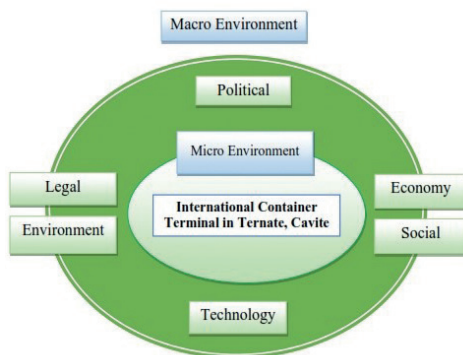 Macro Environment
Political
Micro Environment
Legal
Economy
International Container
Terminal in Ternate, Cavite
Environment
Social
Technology